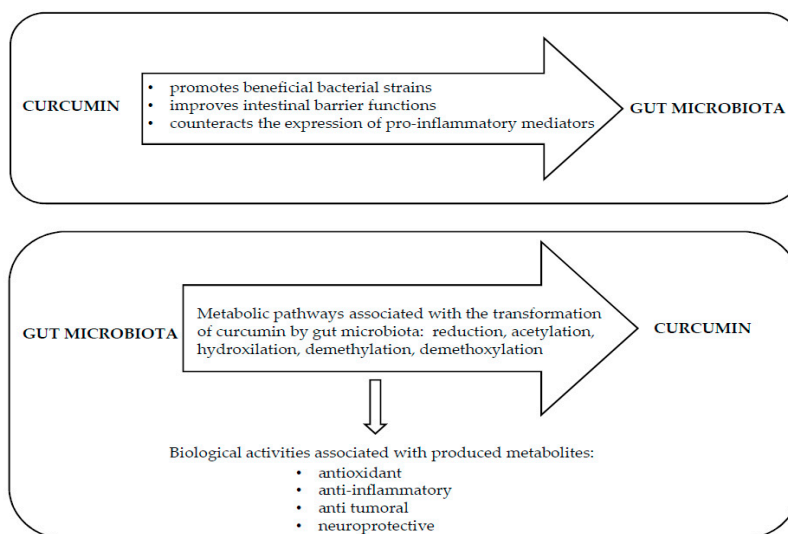 CURCUMIN
• promotes beneficial bacterial strains
• improves intestinal barrier functions
• counteracts the expression of pro-inflammatory mediators
GUT MICROBIOTA
GUT MICROBIOTA
Metabolic pathways associated with the transformation
of curcumin by gut microbiota: reduction, acetylation,
hydroxilation, demethylation, demethoxylation
CURCUMIN
Biological activities associated with produced metabolites:
• antioxidant
• anti-inflammatory
• anti tumoral
• neuroprotective